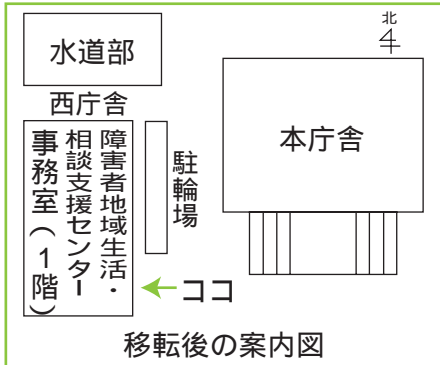 北
水道部
本庁舎
西庁舎
障害者地域生活・
相談支援センター
事務室（1階）
駐輪場
ココ
移転後の案内図